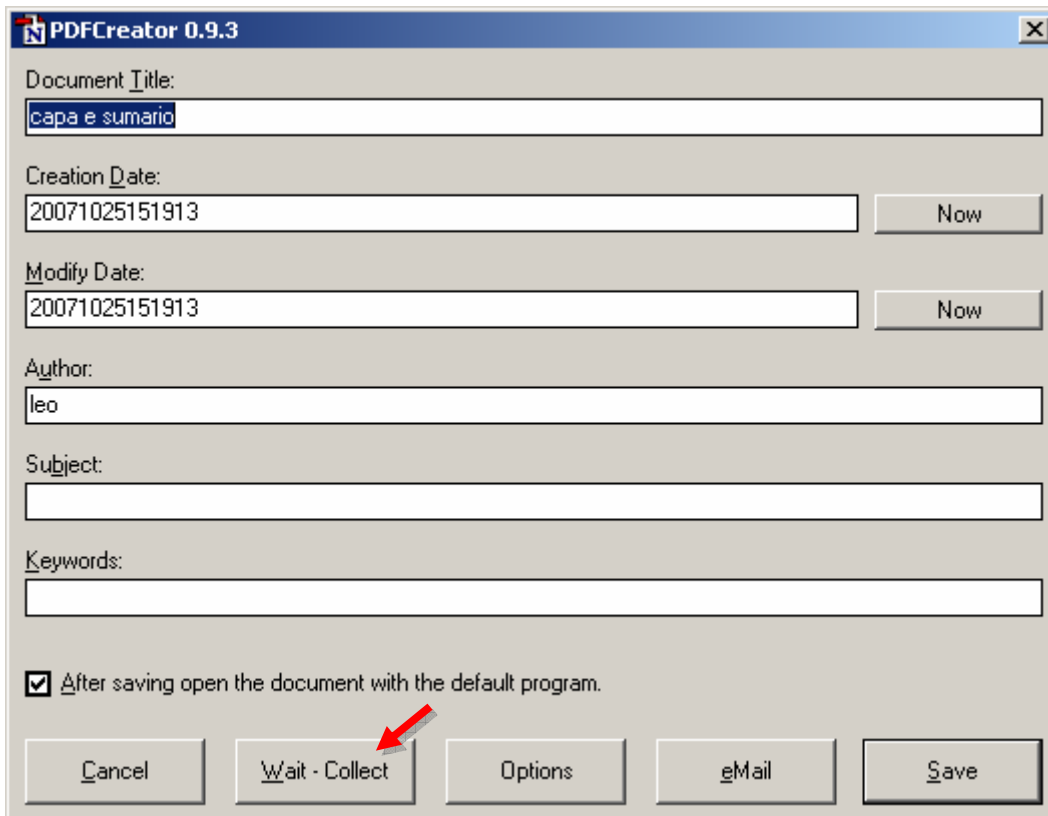 PDFCreator 0.9.3
Document Title:
capa e sumario
Creation Date:
20071025151913 Now
Modify Date:
20071025151913 Now
Author:
leo
Subject:
Keywords:
After saving open the document with the default program.
Cancel Wait - Collect Options eMail Save